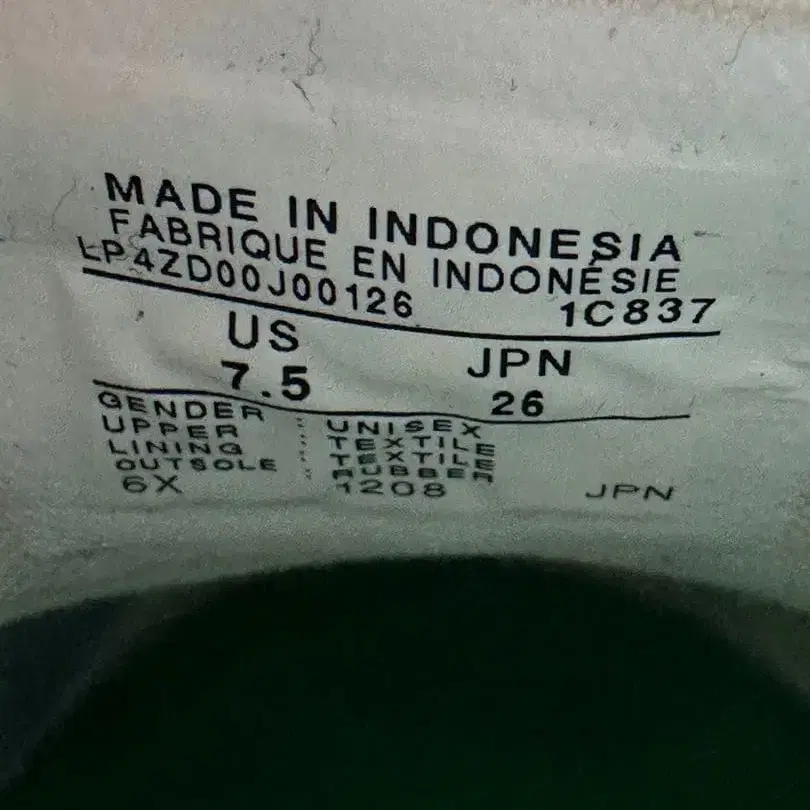 MADE IN INDONESIA
FABRIQUE EN INDONÉSIE
LP4ZD00J00126 1C837
US JPN
7.5 26
GENDER : UNISEX
UPPER : TEXTILE
LINING : TEXTILE
OUTSOLE : RUBBER
6X 1208 JPN